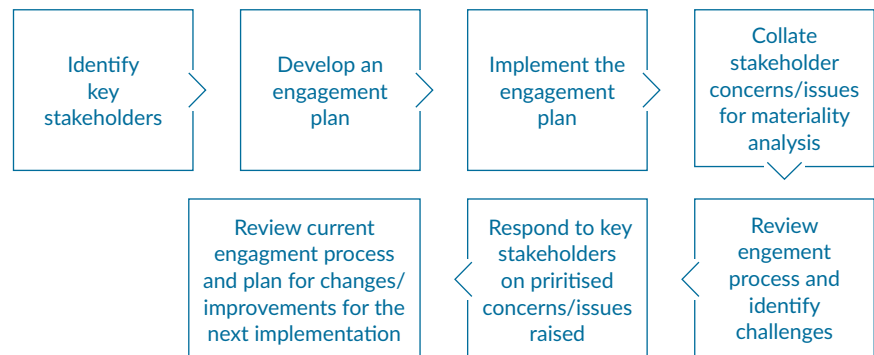 Identify
key
stakeholders
Develop an
engagement
plan
Implement the
engagement
plan
Collate
stakeholder
concerns/issues
for materiality
analysis
Review
engement
process and
identify
challenges
Respond to key
stakeholders
on priritised
concerns/issues
raised
Review current
engagment process
and plan for changes/
improvements for the
next implementation